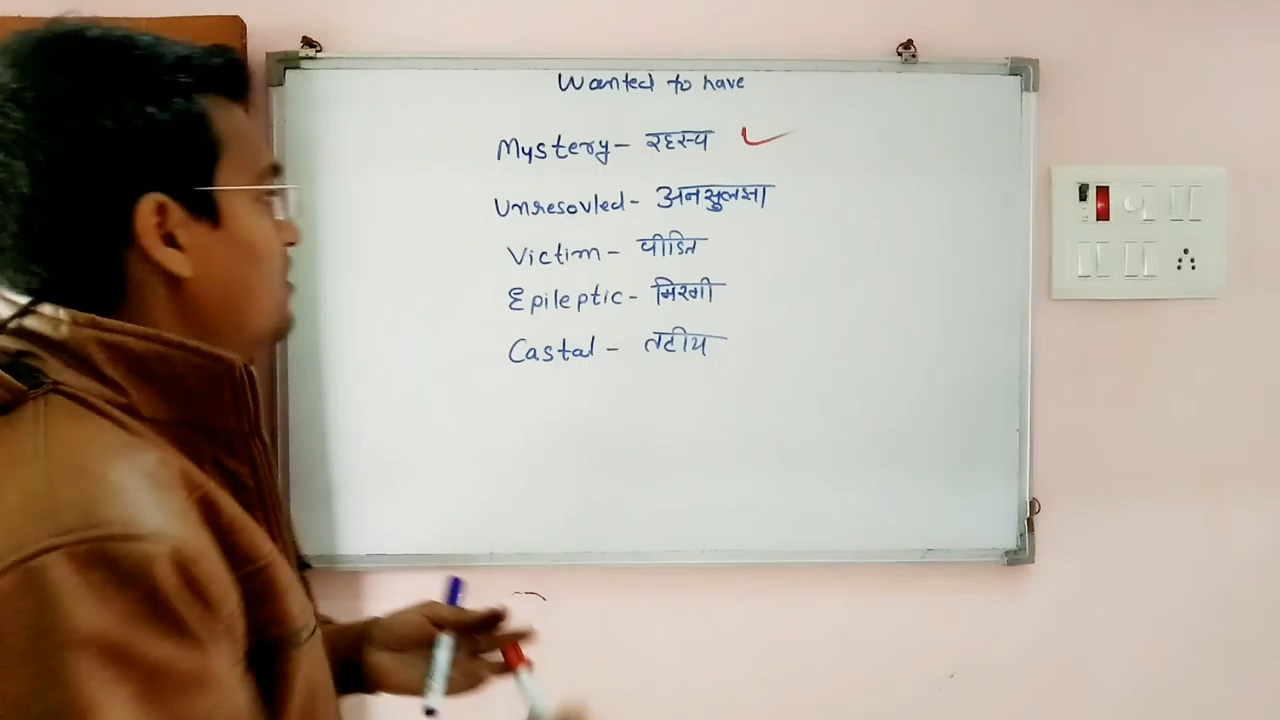 Wanted to have
Mystery - रहस्य
Unresovled - अनसुलझा
Victim - पीडित
Epileptic - मिरगी
Castal - तटीय